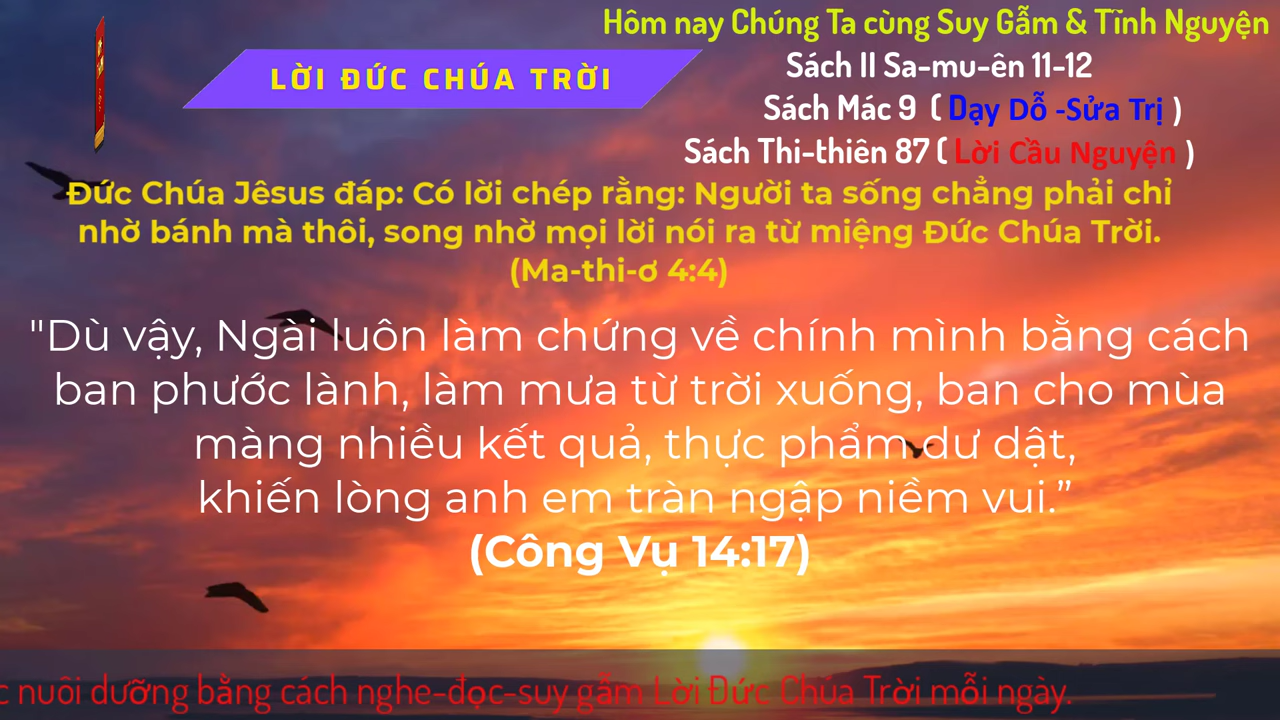 Hôm nay Chúng Ta cùng Suy Gẫm & Tĩnh Nguyện
LỜI ĐỨC CHÚA TRỜI
Sách II Sa-mu-ên 11-12
Sách Mác 9 ( Dạy Dỗ -Sửa Trị )
Sách Thi-thiên 87 ( Lời Cầu Nguyện )
Đức Chúa Jêsus đáp: Có lời chép rằng: Người ta sống chẳng phải chỉ
nhờ bánh mà thôi, song nhờ mọi lời nói ra từ miệng Đức Chúa Trời.
(Ma-thi-ơ 4:4)
"Dù vậy, Ngài luôn làm chứng về chính mình bằng cách
ban phước lành, làm mưa từ trời xuống, ban cho mùa
màng nhiều kết quả, thực phẩm dư dật,
khiến lòng anh em tràn ngập niềm vui.”
(Công Vụ 14:17)
c nuôi dưỡng bằng cách nghe-đọc-suy gẫm Lời Đức Chúa Trời mỗi ngày.